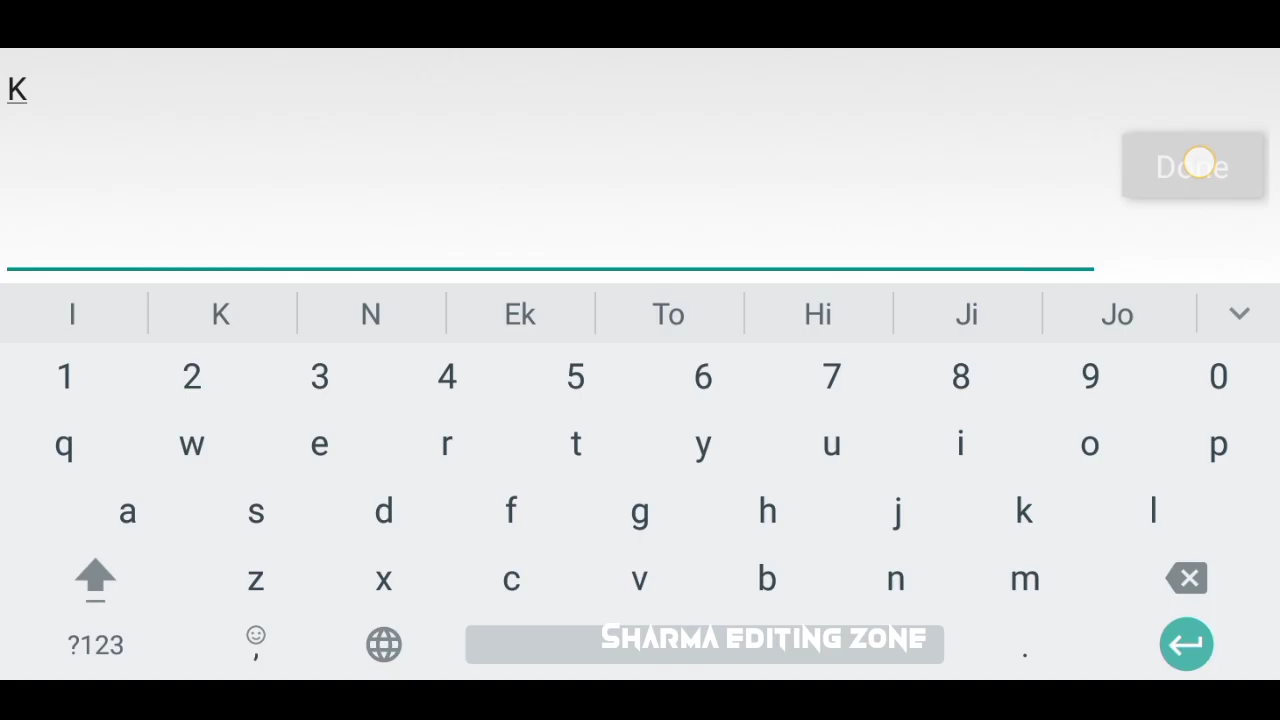 K
Done
I K N Ek To Hi Ji Jo
1 2 3 4 5 6 7 8 9 0
q w e r t y u i o p
a s d f g h j k l
z x c v b n m
?123 , SHARMA EDITING ZONE .